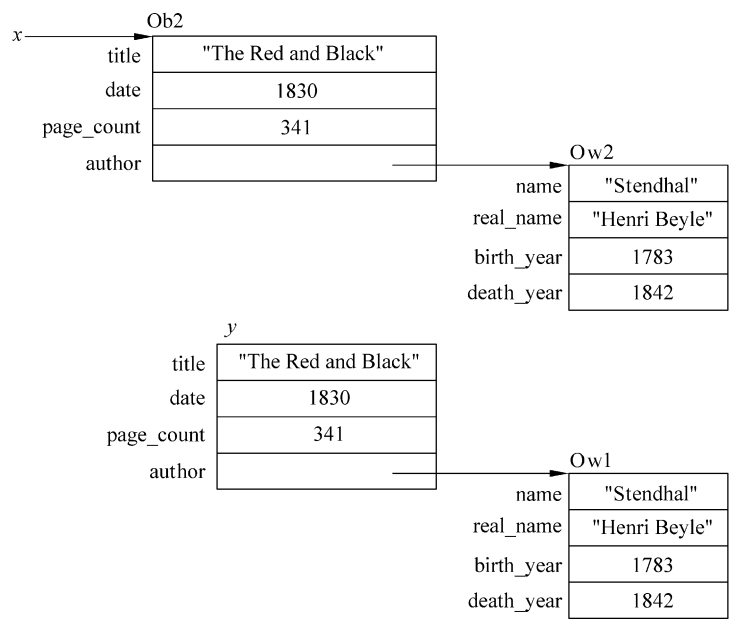 x
Ob2
title "The Red and Black"
date 1830
page_count 341
author
Ow2
name "Stendhal"
real_name "Henri Beyle"
birth_year 1783
death_year 1842
y
title "The Red and Black"
date 1830
page_count 341
author
Ow1
name "Stendhal"
real_name "Henri Beyle"
birth_year 1783
death_year 1842